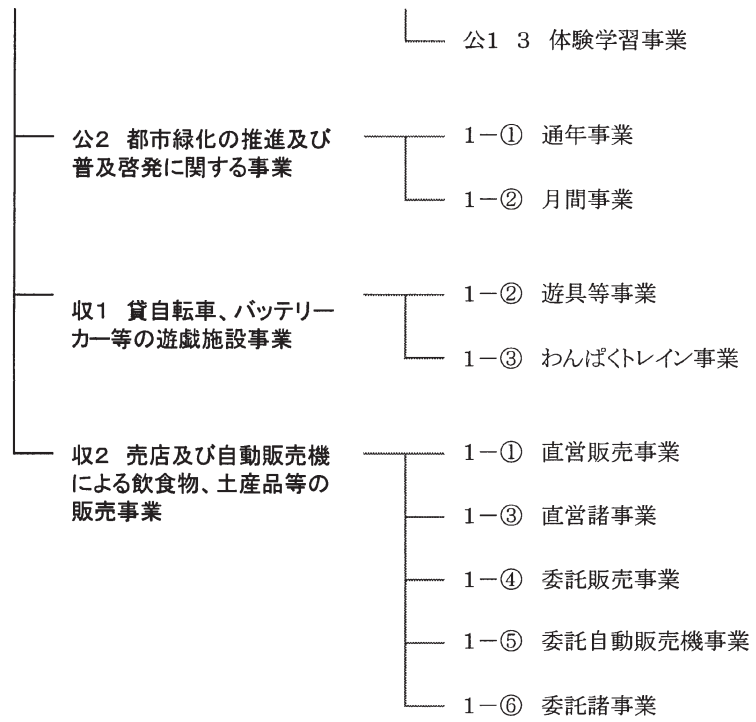 公1 3 体験学習事業
公2 都市緑化の推進及び
普及啓発に関する事業
1－① 通年事業
1－② 月間事業
収1 貸自転車、バッテリー
カー等の遊戯施設事業
1－② 遊具等事業
1－③ わんぱくトレイン事業
収2 売店及び自動販売機
による飲食物、土産品等の
販売事業
1－① 直営販売事業
1－③ 直営諸事業
1－④ 委託販売事業
1－⑤ 委託自動販売機事業
1－⑥ 委託諸事業